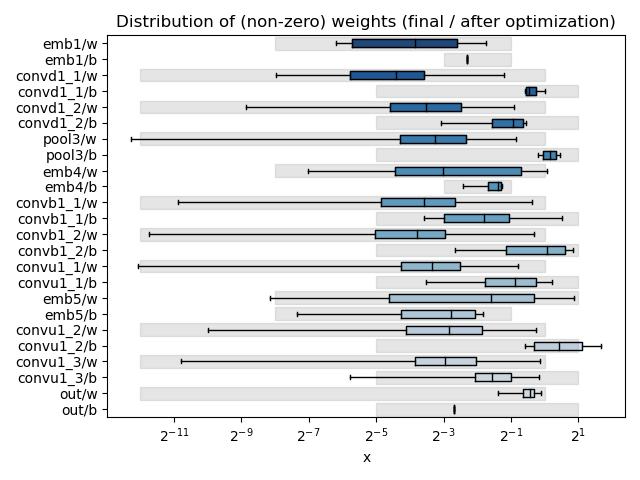 Distribution of (non-zero) weights (final / after optimization)
emb1/w
emb1/b
convd1_1/w
convd1_1/b
convd1_2/w
convd1_2/b
pool3/w
pool3/b
emb4/w
emb4/b
convb1_1/w
convb1_1/b
convb1_2/w
convb1_2/b
convu1_1/w
convu1_1/b
emb5/w
emb5/b
convu1_2/w
convu1_2/b
convu1_3/w
convu1_3/b
out/w
out/b
2⁻¹¹ 2⁻⁹ 2⁻⁷ 2⁻⁵ 2⁻³ 2⁻¹ 2¹
x